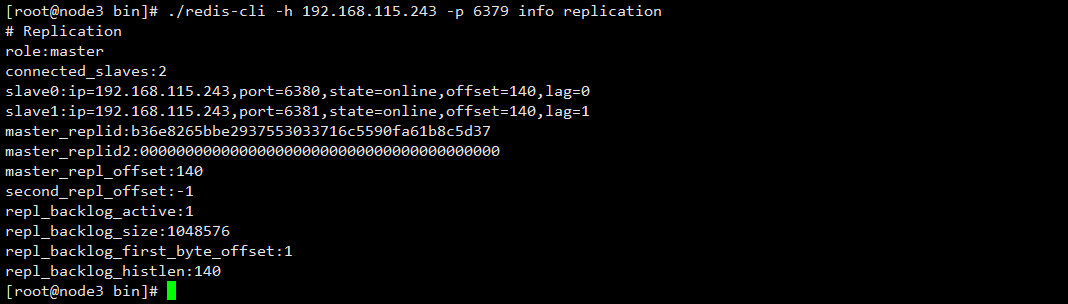 [root@node3 bin]# ./redis-cli -h 192.168.115.243 -p 6379 info replication
# Replication
role:master
connected_slaves:2
slave0:ip=192.168.115.243,port=6380,state=online,offset=140,lag=0
slave1:ip=192.168.115.243,port=6381,state=online,offset=140,lag=1
master_replid:b36e8265bbe2937553033716c5590fa61b8c5d37
master_replid2:0000000000000000000000000000000000000000
master_repl_offset:140
second_repl_offset:-1
repl_backlog_active:1
repl_backlog_size:1048576
repl_backlog_first_byte_offset:1
repl_backlog_histlen:140
[root@node3 bin]#